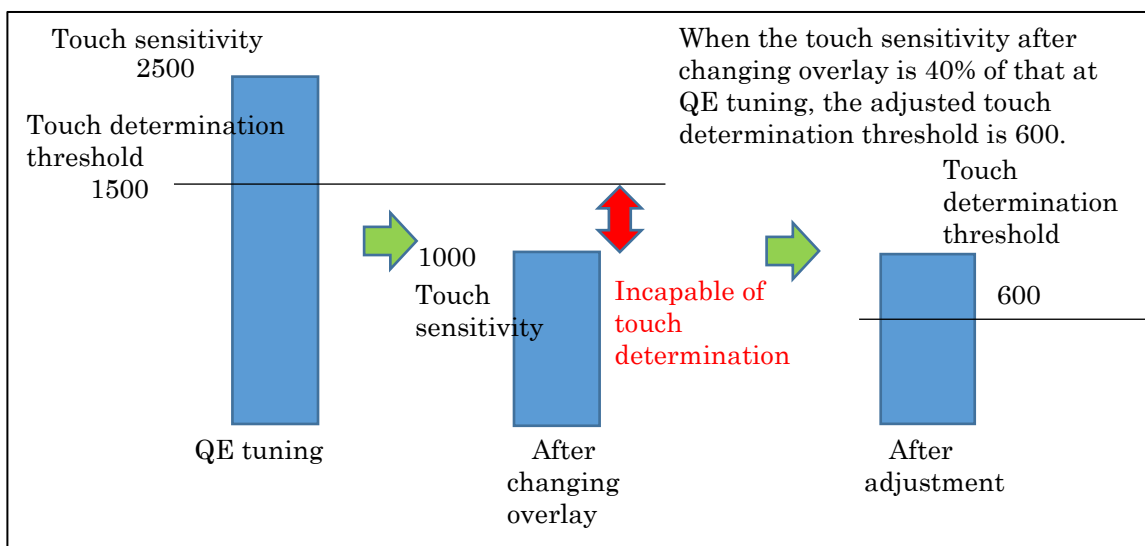 Touch sensitivity
2500
Touch determination
threshold
1500
QE tuning
1000
Touch
sensitivity
After
changing
overlay
Incapable of
touch
determination
When the touch sensitivity after
changing overlay is 40% of that at
QE tuning, the adjusted touch
determination threshold is 600.
Touch
determination
threshold
600
After
adjustment